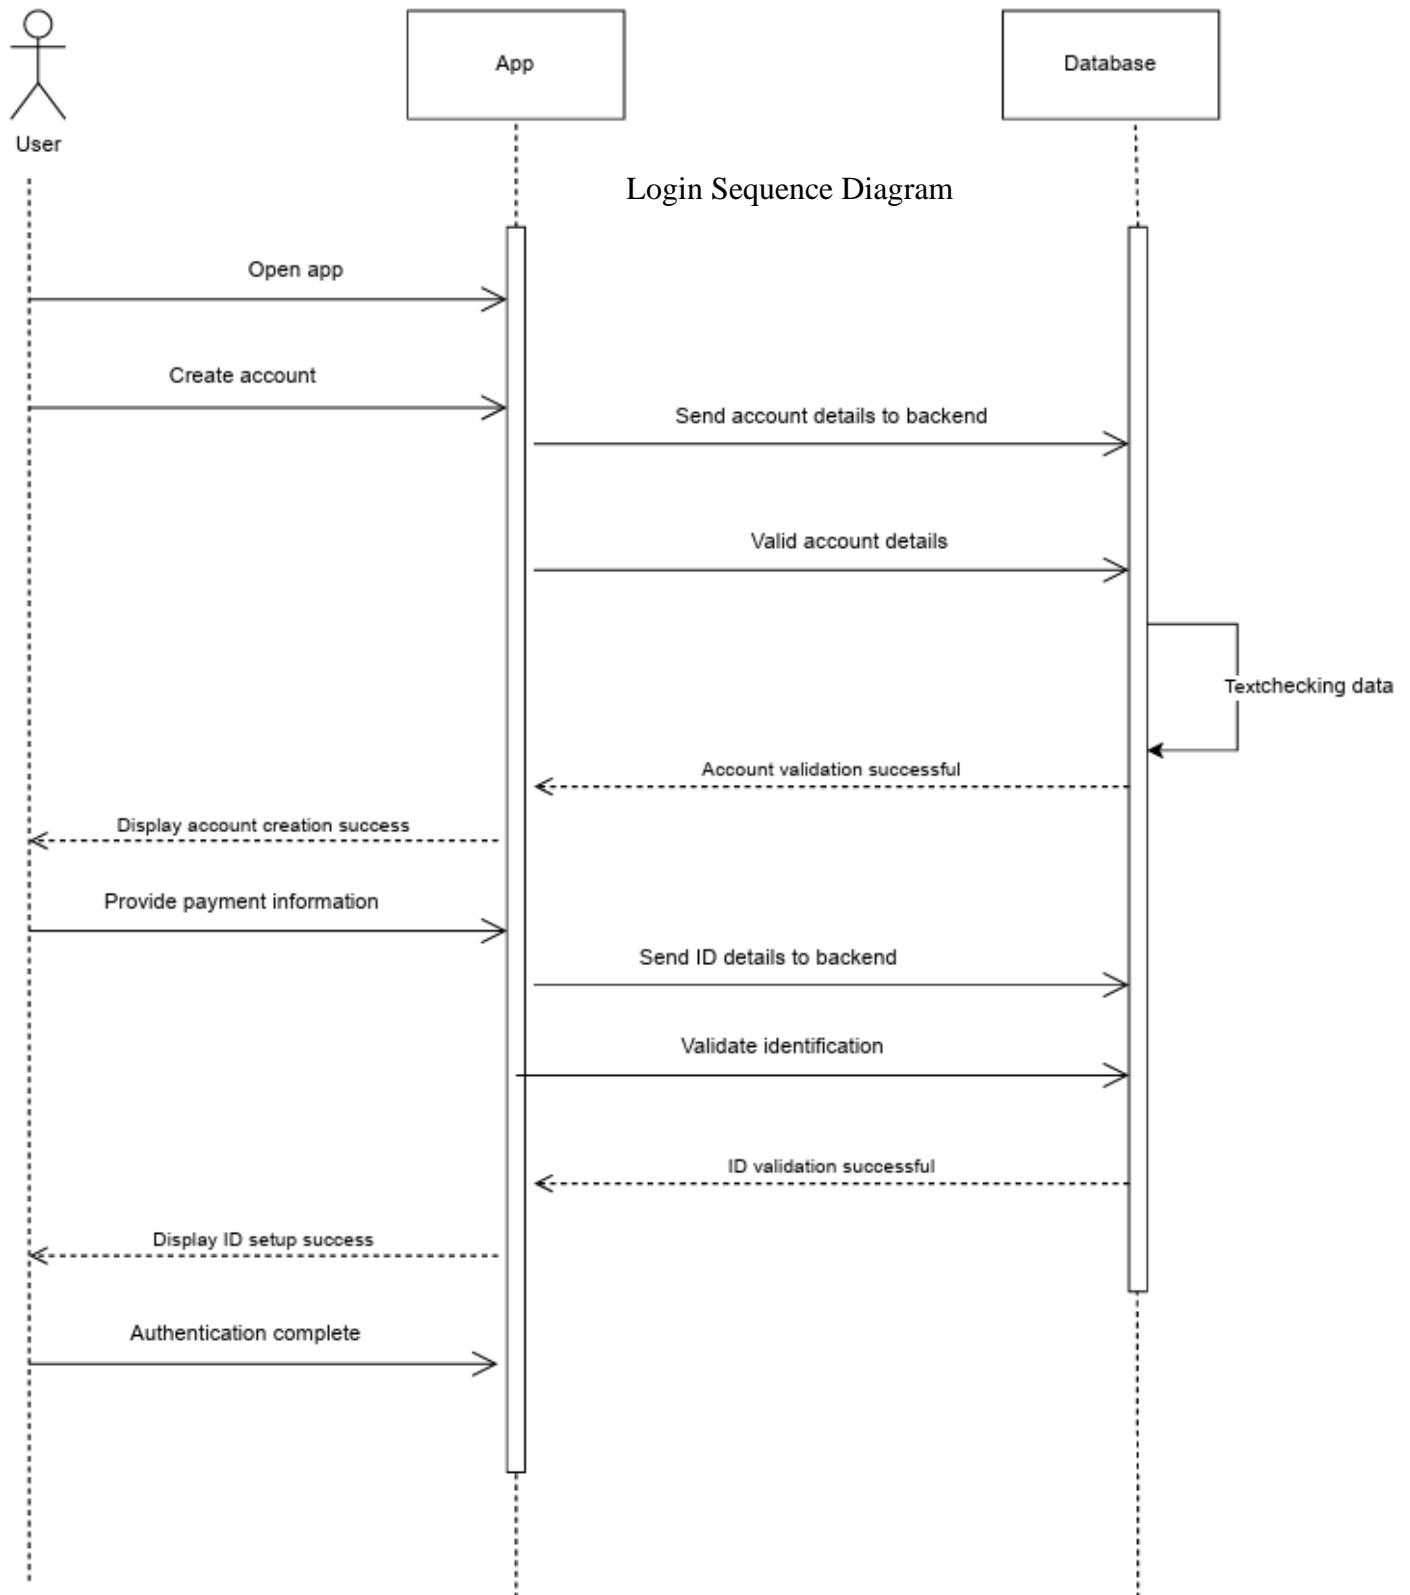 App
Database
User
Login Sequence Diagram
Open app
Create account
Send account details to backend
Valid account details
Textchecking data
Account validation successful
Display account creation success
Provide payment information
Send ID details to backend
Validate identification
ID validation successful
Display ID setup success
Authentication complete